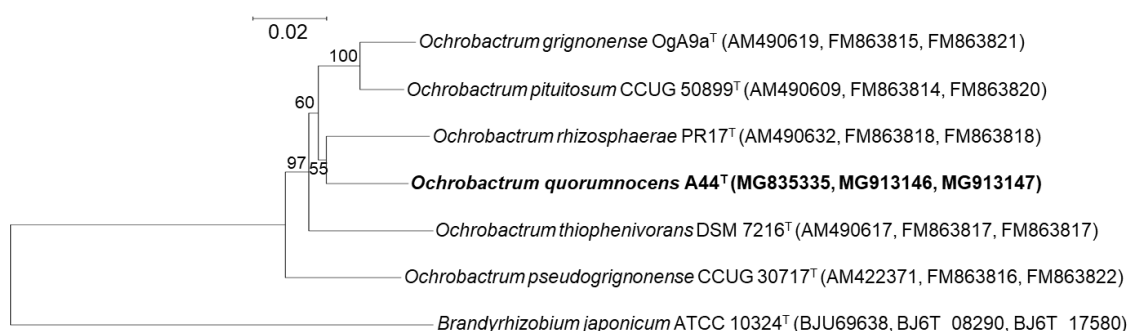 0.02
100
Ochrobactrum grignonense OgA9aᵀ (AM490619, FM863815, FM863821)
Ochrobactrum pituitosum CCUG 50899ᵀ (AM490609, FM863814, FM863820)
60
Ochrobactrum rhizosphaerae PR17ᵀ (AM490632, FM863818, FM863818)
97
55
Ochrobactrum quorumnocens A44ᵀ (MG835335, MG913146, MG913147)
Ochrobactrum thiophenivorans DSM 7216ᵀ (AM490617, FM863817, FM863817)
Ochrobactrum pseudogrignonense CCUG 30717ᵀ (AM422371, FM863816, FM863822)
Brandyrhizobium japonicum ATCC 10324ᵀ (BJU69638, BJ6T_08290, BJ6T_17580)